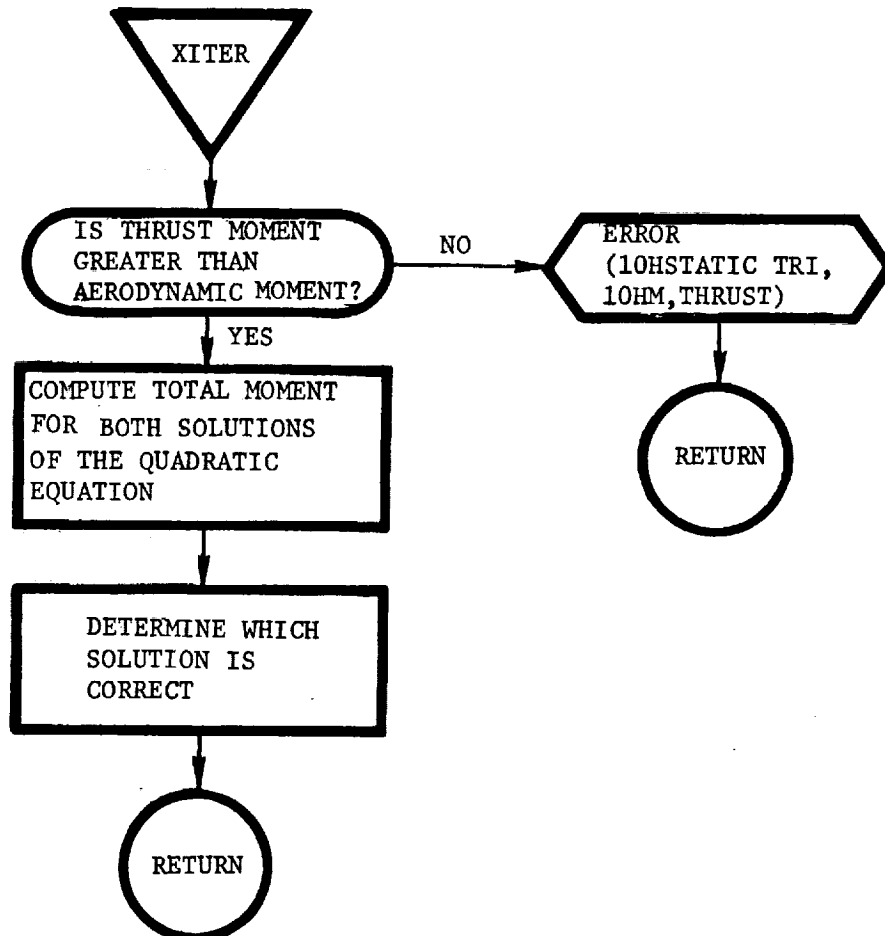 XITER
IS THRUST MOMENT
GREATER THAN
AERODYNAMIC MOMENT?
NO
ERROR
(10HSTATIC TRI,
10HM,THRUST)
YES
COMPUTE TOTAL MOMENT
FOR BOTH SOLUTIONS
OF THE QUADRATIC
EQUATION
RETURN
DETERMINE WHICH
SOLUTION IS
CORRECT
RETURN